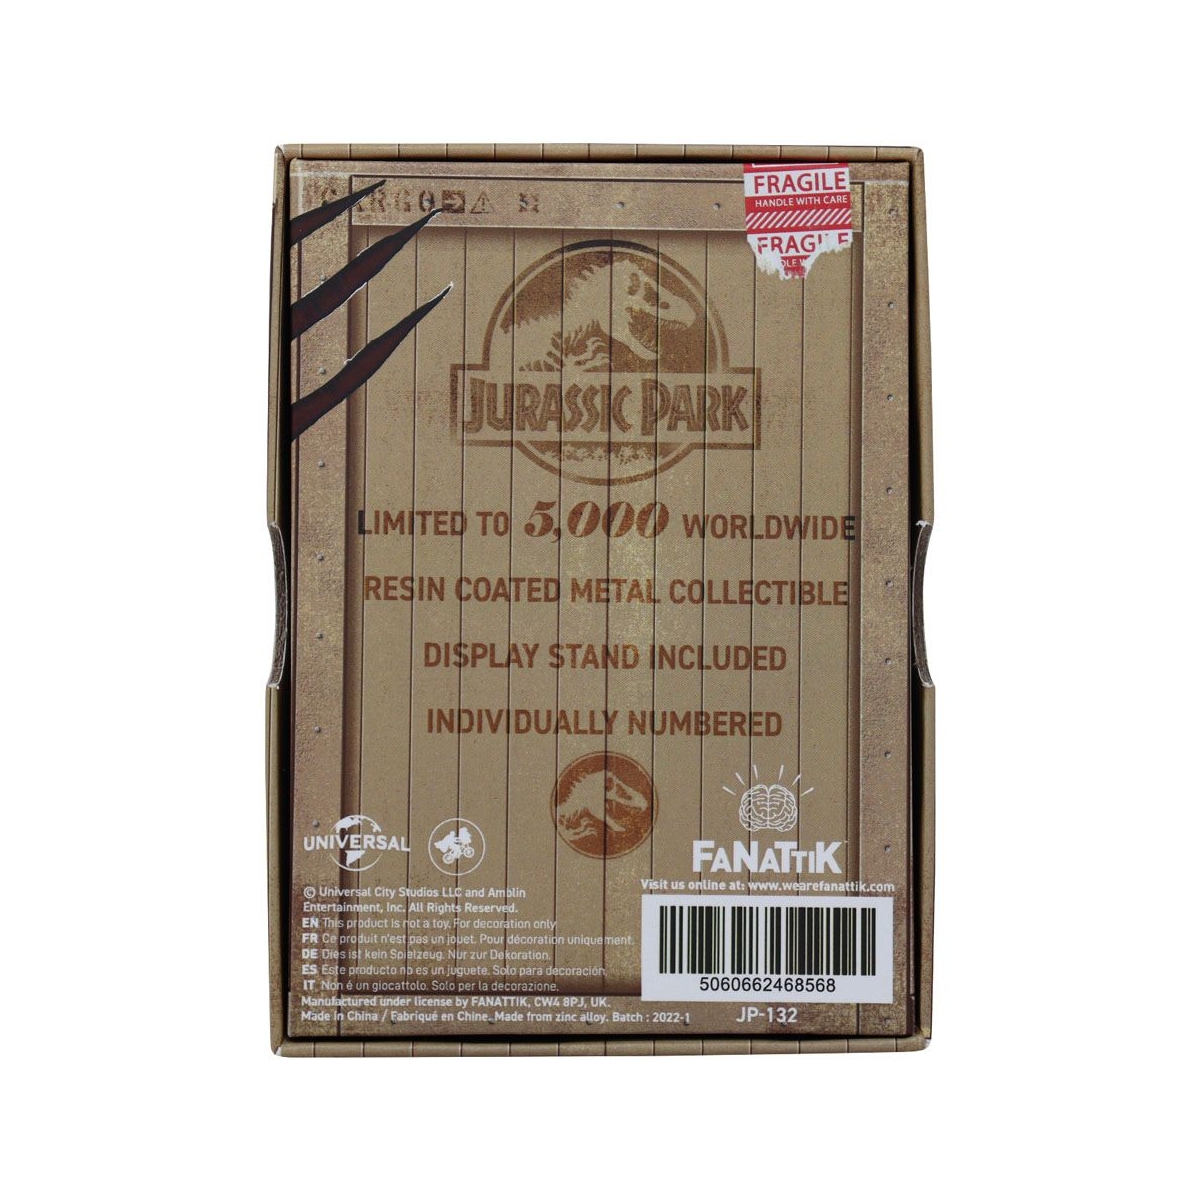 CARGO
FRAGILE
HANDLE WITH CARE
FRAGILE
JURASSIC PARK
LIMITED TO 5,000 WORLDWIDE
RESIN COATED METAL COLLECTIBLE
DISPLAY STAND INCLUDED
INDIVIDUALLY NUMBERED
UNIVERSAL
FANATTIK
Visit us online at: www.wearefanattik.com
© Universal City Studios LLC and Amblin
Entertainment, Inc. All Rights Reserved.
EN This product is not a toy. For decoration only
FR Ce produit n'est pas un jouet. Pour décoration uniquement.
DE Dies ist kein Spielzeug. Nur zur Dekoration.
ES Este producto no es un juguete. Solo para decoración.
IT Non é un giocattolo. Solo per la decorazione.
Manufactured under license by FANATTIK, CW4 8PJ, UK.
Made in China / Fabriqué en Chine. Made from zinc alloy. Batch : 2022-1
5060662468568
JP-132